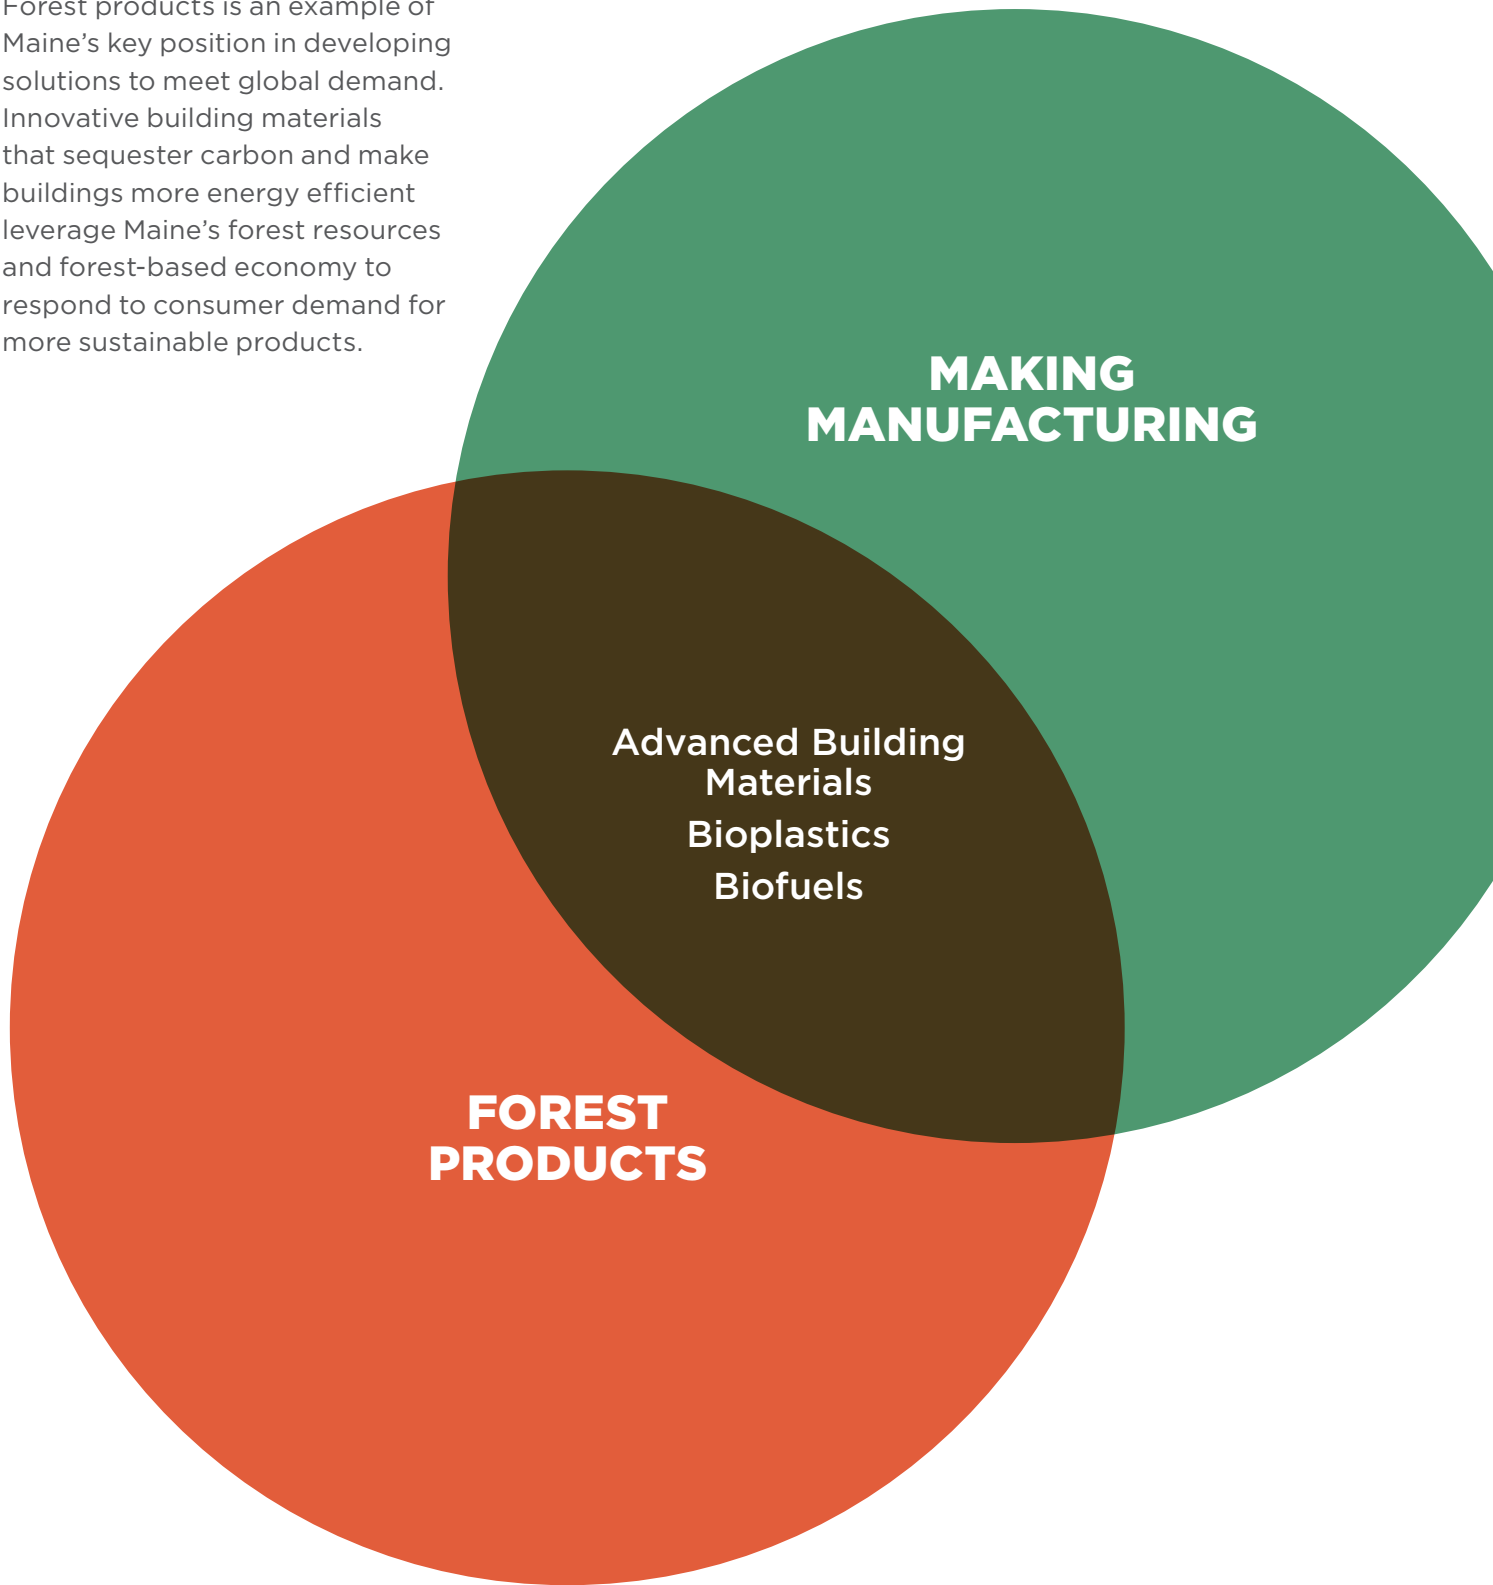 Forest products is an example of
Maine’s key position in developing
solutions to meet global demand.
Innovative building materials
that sequester carbon and make
buildings more energy efficient
leverage Maine’s forest resources
and forest-based economy to
respond to consumer demand for
more sustainable products.
MAKING
MANUFACTURING
Advanced Building
Materials
Bioplastics
Biofuels
FOREST
PRODUCTS